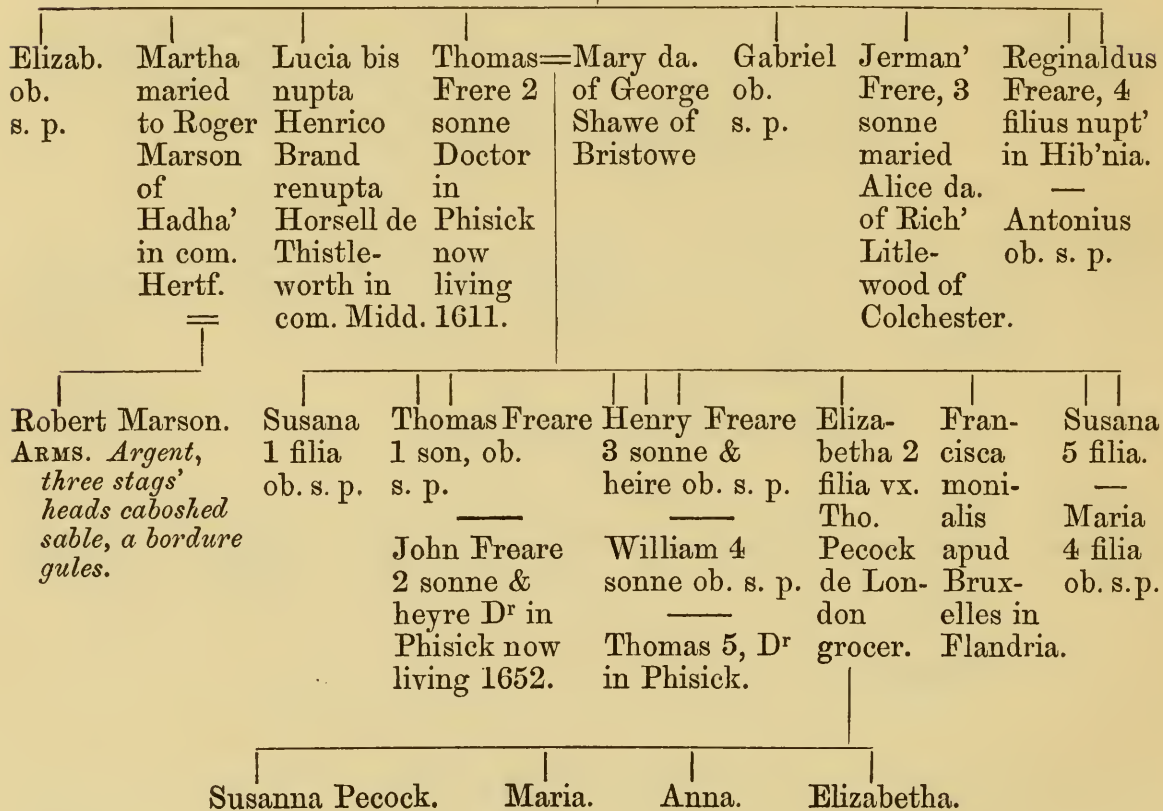 Elizab.
ob.
s. p.
Martha
maried
to Roger
Marson
of
Hadha'
in com.
Hertf.
Lucia bis
nupta
Henrico
Brand
renupta
Horsell de
Thistle-
worth in
com. Midd.
Thomas=
Frere 2
sonne
Doctor
in
Phisick
now
living
1611.
Mary da.
of George
Shawe of
Bristowe
Gabriel
ob.
s. p.
Jerman'
Frere, 3
sonne
maried
Alice da.
of Rich'
Litle-
wood of
Colchester.
Reginaldus
Freare, 4
filius nupt'
in Hib'nia.
—
Antonius
ob. s. p.
=
Robert Marson.
ARMS. Argent,
three stags'
heads caboshed
sable, a bordure
gules.
Susana
1 filia
ob. s. p.
Thomas Freare
1 son, ob.
s. p.
—
John Freare
2 sonne &
heyre Dr in
Phisick now
living 1652.
Henry Freare
3 sonne &
heire ob. s. p.
—
William 4
sonne ob. s. p.
—
Thomas 5, Dr
in Phisick.
Eliza-
betha 2
filia vx.
Tho.
Pecock
de Lon-
don
grocer.
Fran-
cisca
moni-
alis
apud
Brux-
elles in
Flandria.
Susana
5 filia.
—
Maria
4 filia
ob. s.p.
Susanna Pecock.
Maria.
Anna.
Elizabetha.